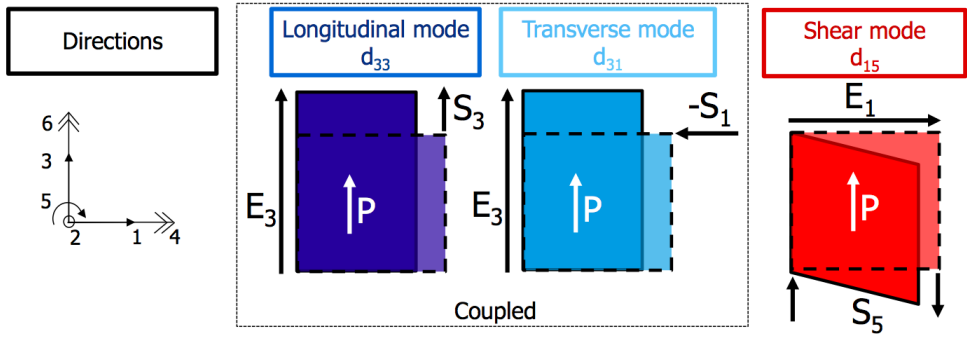 Directions
6
3
5
2
1
4
Longitudinal mode
d33
E3
S3
P
Transverse mode
d31
E3
-S1
P
Coupled
Shear mode
d15
E1
P
S5